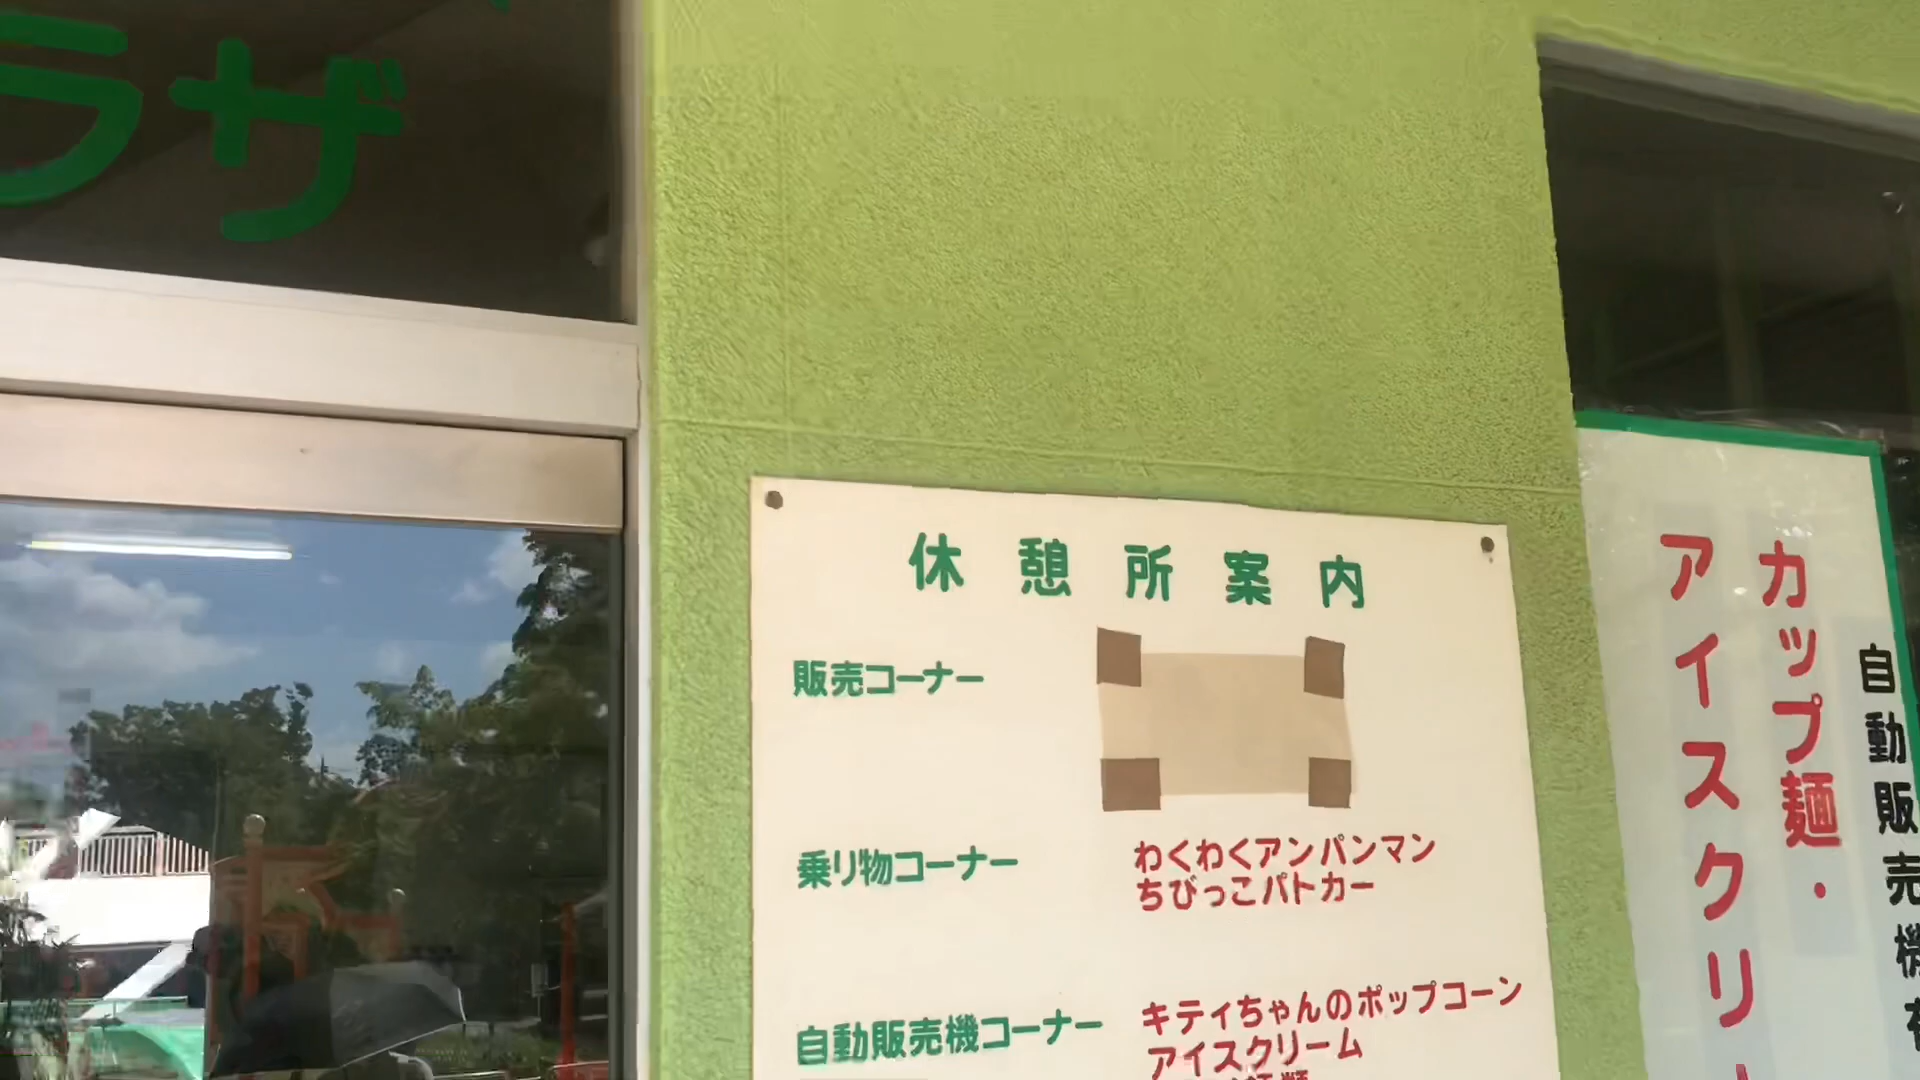 ラザ
休憩所案内
販売コーナー
乗り物コーナー
わくわくアンパンマン
ちびっこパトカー
自動販売機コーナー
キティちゃんのポップコーン
アイスクリーム
自動販売機
カップ麺・
アイスクリー